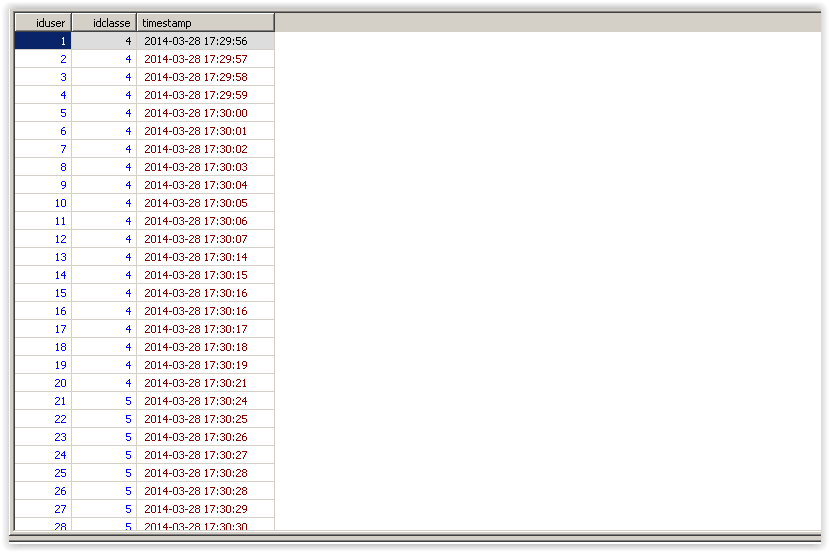 iduser idclasse timestamp
1 4 2014-03-28 17:29:56
2 4 2014-03-28 17:29:57
3 4 2014-03-28 17:29:58
4 4 2014-03-28 17:29:59
5 4 2014-03-28 17:30:00
6 4 2014-03-28 17:30:01
7 4 2014-03-28 17:30:02
8 4 2014-03-28 17:30:03
9 4 2014-03-28 17:30:04
10 4 2014-03-28 17:30:05
11 4 2014-03-28 17:30:06
12 4 2014-03-28 17:30:07
13 4 2014-03-28 17:30:14
14 4 2014-03-28 17:30:15
15 4 2014-03-28 17:30:16
16 4 2014-03-28 17:30:16
17 4 2014-03-28 17:30:17
18 4 2014-03-28 17:30:18
19 4 2014-03-28 17:30:19
20 4 2014-03-28 17:30:21
21 5 2014-03-28 17:30:24
22 5 2014-03-28 17:30:25
23 5 2014-03-28 17:30:26
24 5 2014-03-28 17:30:27
25 5 2014-03-28 17:30:28
26 5 2014-03-28 17:30:28
27 5 2014-03-28 17:30:29
28 5 2014-03-28 17:30:30